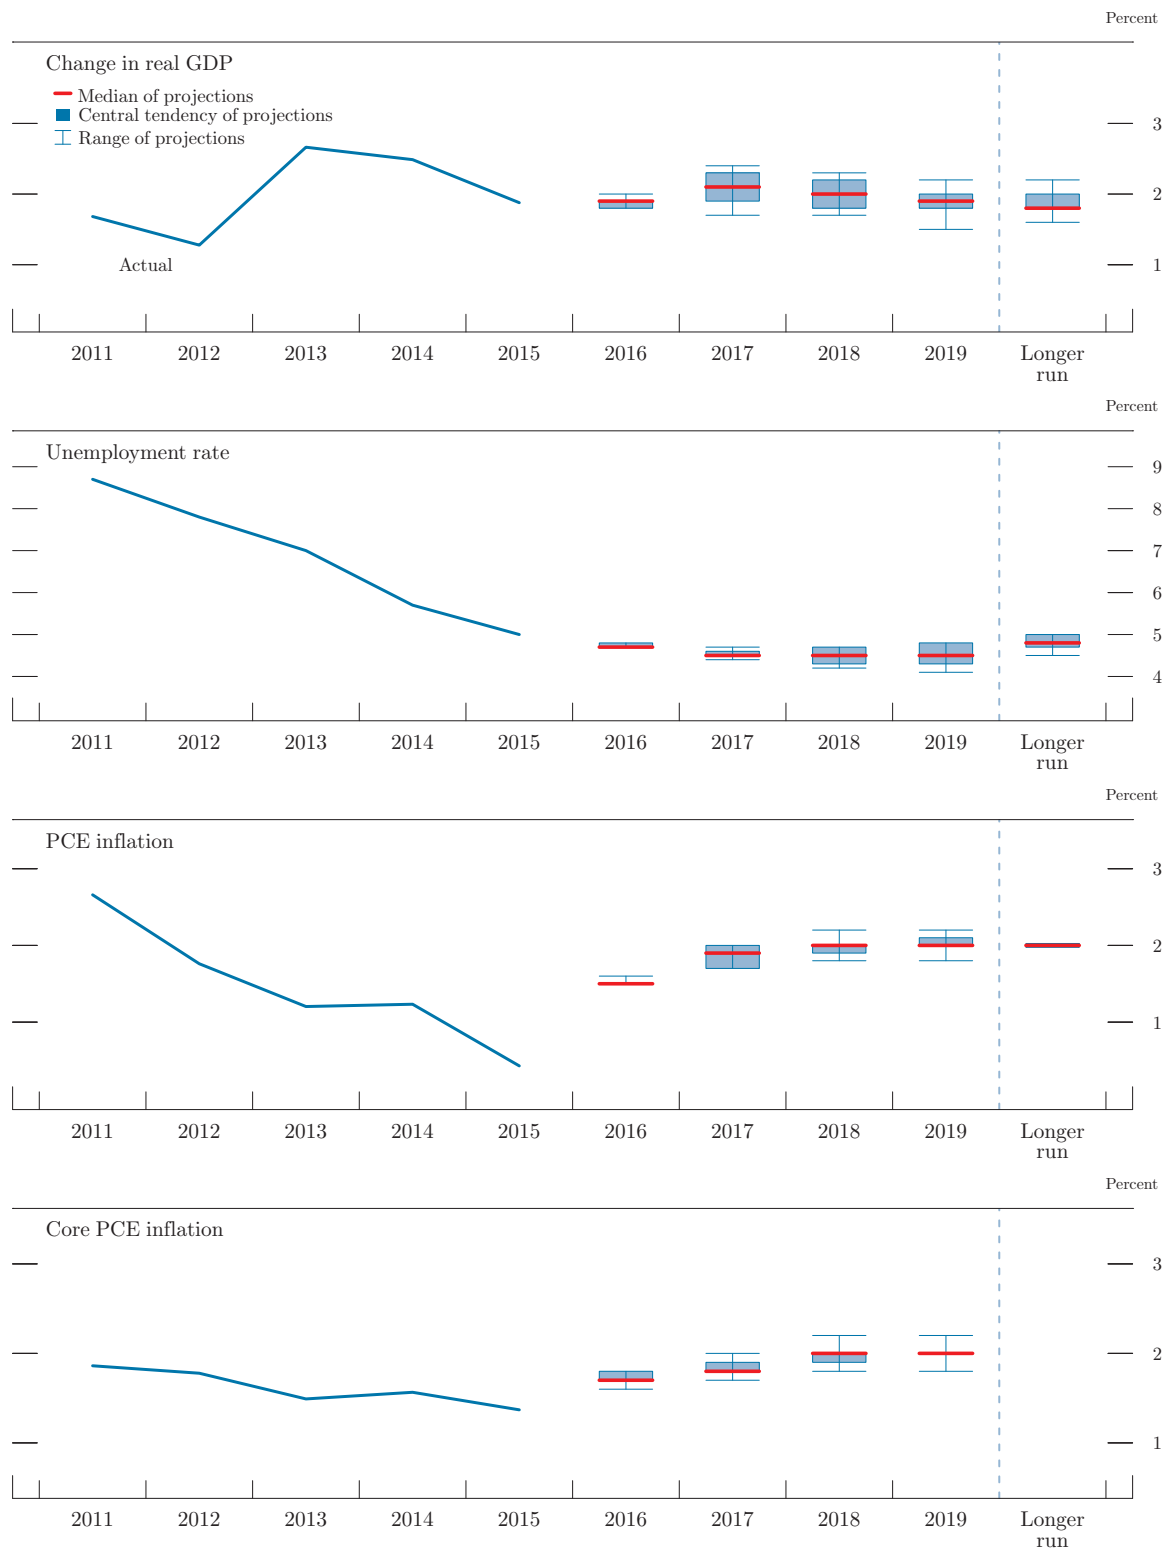 Percent
Change in real GDP
Median of projections
Central tendency of projections
Range of projections
3
2
1
Actual
2011 2012 2013 2014 2015 2016 2017 2018 2019 Longer
run
Percent
Unemployment rate
9
8
7
6
5
4
2011 2012 2013 2014 2015 2016 2017 2018 2019 Longer
run
Percent
PCE inflation
3
2
1
2011 2012 2013 2014 2015 2016 2017 2018 2019 Longer
run
Percent
Core PCE inflation
3
2
1
2011 2012 2013 2014 2015 2016 2017 2018 2019 Longer
run